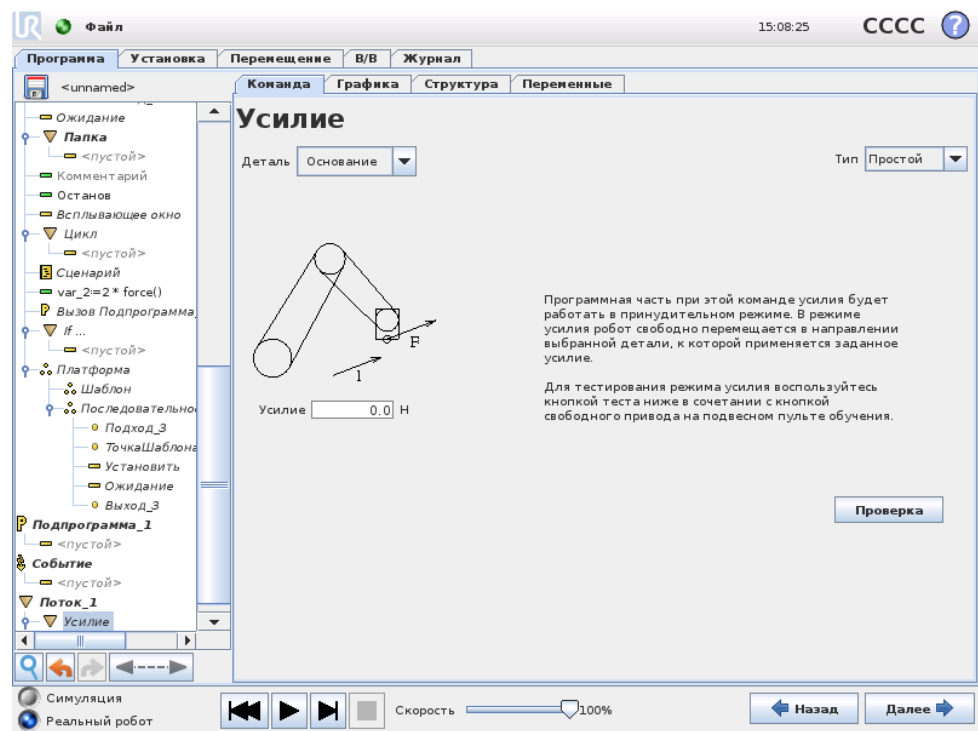 Файл
15:08:25
CCCC
?
Программа Установка Перемещение В/В Журнал
<unnamed>
Команда Графика Структура Переменные
Ожидание
Папка
<пустой>
Комментарий
Останов
Всплывающее окно
Цикл
<пустой>
Сценарий
var_2:=2 * force()
Вызов Подпрограмма
If ...
<пустой>
Платформа
Шаблон
Последовательно
Подход_3
ТочкаШаблона
Установить
Ожидание
Выход_3
P Подпрограмма_1
<пустой>
Событие
<пустой>
Поток_1
Усилие
Усилие
Деталь Основание
Тип Простой
F
1
Усилие 0.0 Н
Программная часть при этой команде усилия будет
работать в принудительном режиме. В режиме
усилия робот свободно перемещается в направлении
выбранной детали, к которой применяется заданное
усилие.
Для тестирования режима усилия воспользуйтесь
кнопкой теста ниже в сочетании с кнопкой
свободного привода на подвесном пульте обучения.
Проверка
Симуляция
Реальный робот
Скорость 100%
Назад
Далее